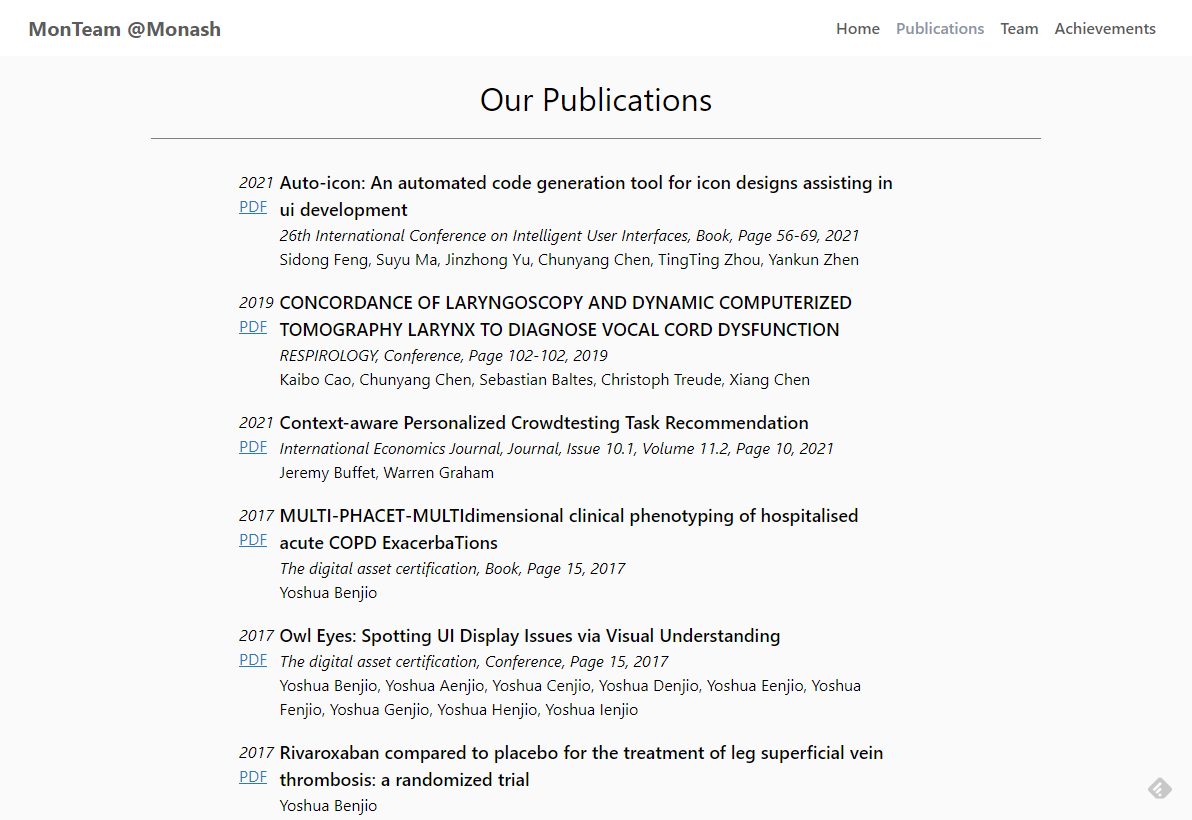 MonTeam @Monash
Home Publications Team Achievements
Our Publications
2021 Auto-icon: An automated code generation tool for icon designs assisting in
PDF ui development
26th International Conference on Intelligent User Interfaces, Book, Page 56-69, 2021
Sidong Feng, Suyu Ma, Jinzhong Yu, Chunyang Chen, TingTing Zhou, Yankun Zhen
2019 CONCORDANCE OF LARYNGOSCOPY AND DYNAMIC COMPUTERIZED
PDF TOMOGRAPHY LARYNX TO DIAGNOSE VOCAL CORD DYSFUNCTION
RESPIROLOGY, Conference, Page 102-102, 2019
Kaibo Cao, Chunyang Chen, Sebastian Baltes, Christoph Treude, Xiang Chen
2021 Context-aware Personalized Crowdtesting Task Recommendation
PDF International Economics Journal, Journal, Issue 10.1, Volume 11.2, Page 10, 2021
Jeremy Buffet, Warren Graham
2017 MULTI-PHACET-MULTIdimensional clinical phenotyping of hospitalised
PDF acute COPD ExacerbaTions
The digital asset certification, Book, Page 15, 2017
Yoshua Benjio
2017 Owl Eyes: Spotting UI Display Issues via Visual Understanding
PDF The digital asset certification, Conference, Page 15, 2017
Yoshua Benjio, Yoshua Aenjio, Yoshua Cenjio, Yoshua Denjio, Yoshua Eenjio, Yoshua
Fenjio, Yoshua Genjio, Yoshua Henjio, Yoshua Ienjio
2017 Rivaroxaban compared to placebo for the treatment of leg superficial vein
PDF thrombosis: a randomized trial
Yoshua Benjio